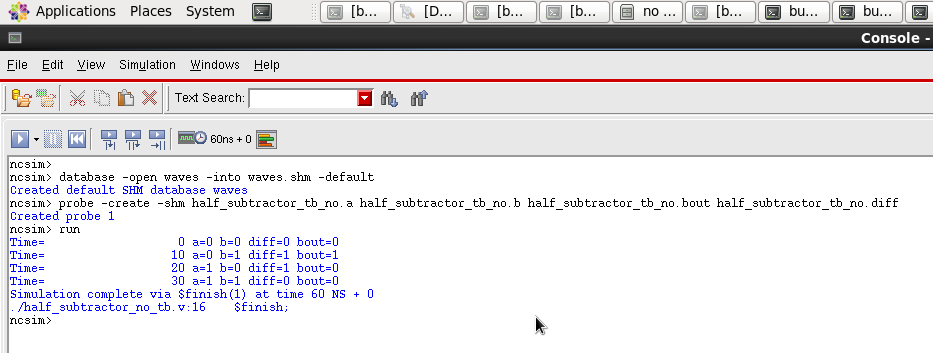 Applications Places System [b... [D... [b... [b... no ... [b... bu... bu...
Console -
File Edit View Simulation Windows Help
Text Search:
60ns + 0
ncsim>
ncsim> database -open waves -into waves.shm -default
Created default SHM database waves
ncsim> probe -create -shm half_subtractor_tb_no.a half_subtractor_tb_no.b half_subtractor_tb_no.bout half_subtractor_tb_no.diff
Created probe 1
ncsim> run
Time= 0 a=0 b=0 diff=0 bout=0
Time= 10 a=0 b=1 diff=1 bout=1
Time= 20 a=1 b=0 diff=1 bout=0
Time= 30 a=1 b=1 diff=0 bout=0
Simulation complete via $finish(1) at time 60 NS + 0
./half_subtractor_no_tb.v:16 $finish;
ncsim>